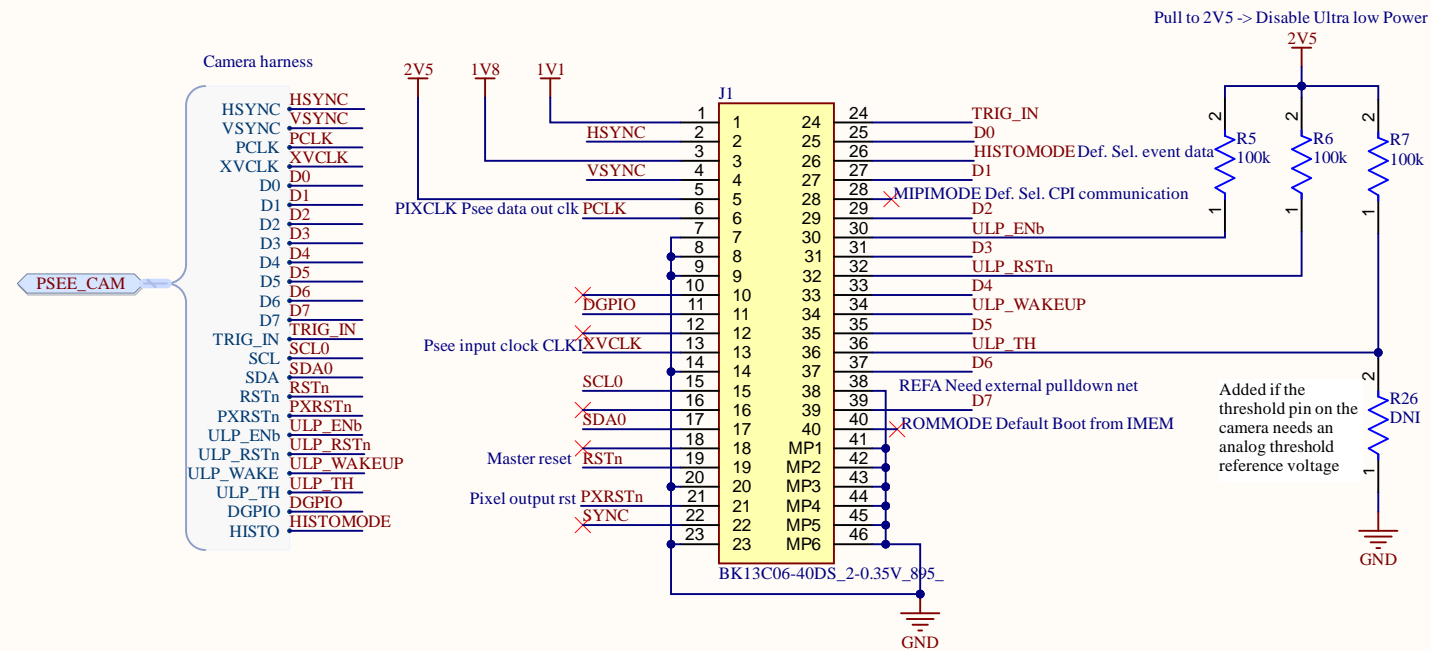 Pull to 2V5 -> Disable Ultra low Power
2V5
Camera harness
2V5
1V8
1V1
PSEE_CAM
HSYNC HSYNC
VSYNC VSYNC
PCLK PCLK
XVCLK XVCLK
D0 D0
D1 D1
D2 D2
D3 D3
D4 D4
D5 D5
D6 D6
D7 D7
TRIG_IN TRIG_IN
SCL SCL0
SDA SDA0
RSTn RSTn
PXRSTn PXRSTn
ULP_ENb ULP_ENb
ULP_RSTn ULP_RSTn
ULP_WAKE ULP_WAKEUP
ULP_TH ULP_TH
DGPIO DGPIO
HISTO HISTOMODE
J1
1 1 24 24 TRIG_IN
HSYNC 2 2 25 25 D0
3 3 26 26 HISTOMODE Def. Sel. event data
VSYNC 4 4 27 27 D1
5 5 28 28 MIPIMODE Def. Sel. CPI communication
PIXCLK Psee data out clk PCLK 6 6 29 29 D2
7 7 30 30 ULP_ENb
8 8 31 31 D3
9 9 32 32 ULP_RSTn
10 10 33 33 D4
DGPIO 11 11 34 34 ULP_WAKEUP
12 12 35 35 D5
Psee input clock CLKI XVCLK 13 13 36 36 ULP_TH
14 14 37 37 D6
SCL0 15 15 38 38 REFA Need external pulldown net
16 16 39 39 D7
SDA0 17 17 40 40 ROMMODE Default Boot from IMEM
18 18 MP1 41
Master reset RSTn 19 19 MP2 42
20 20 MP3 43
Pixel output rst PXRSTn 21 21 MP4 44
SYNC 22 22 MP5 45
23 23 MP6 46
BK13C06-40DS_2-0.35V_895_
GND
2
R5
100k
1
2
R6
100k
1
2
R7
100k
1
Added if the
threshold pin on the
camera needs an
analog threshold
reference voltage
2
R26
DNI
1
GND